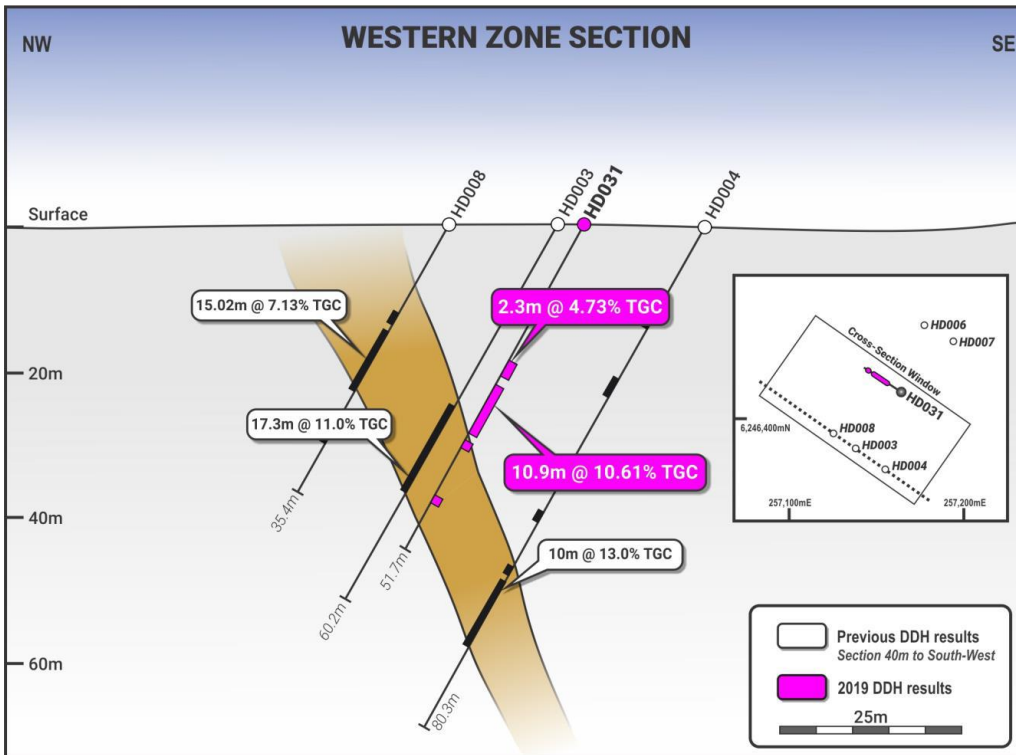 WESTERN ZONE SECTION
NW
SE
HD008
HD003
HD031
HD004
Surface
20m
40m
60m
15.02m @ 7.13% TGC
17.3m @ 11.0% TGC
2.3m @ 4.73% TGC
10.9m @ 10.61% TGC
10m @ 13.0% TGC
35.4m
51.7m
60.2m
80.3m
HD006
HD007
Cross-Section Window
HD031
6,246,400mN
HD008
HD003
HD004
257,100mE
257,200mE
Previous DDH results
Section 40m to South-West
2019 DDH results
25m